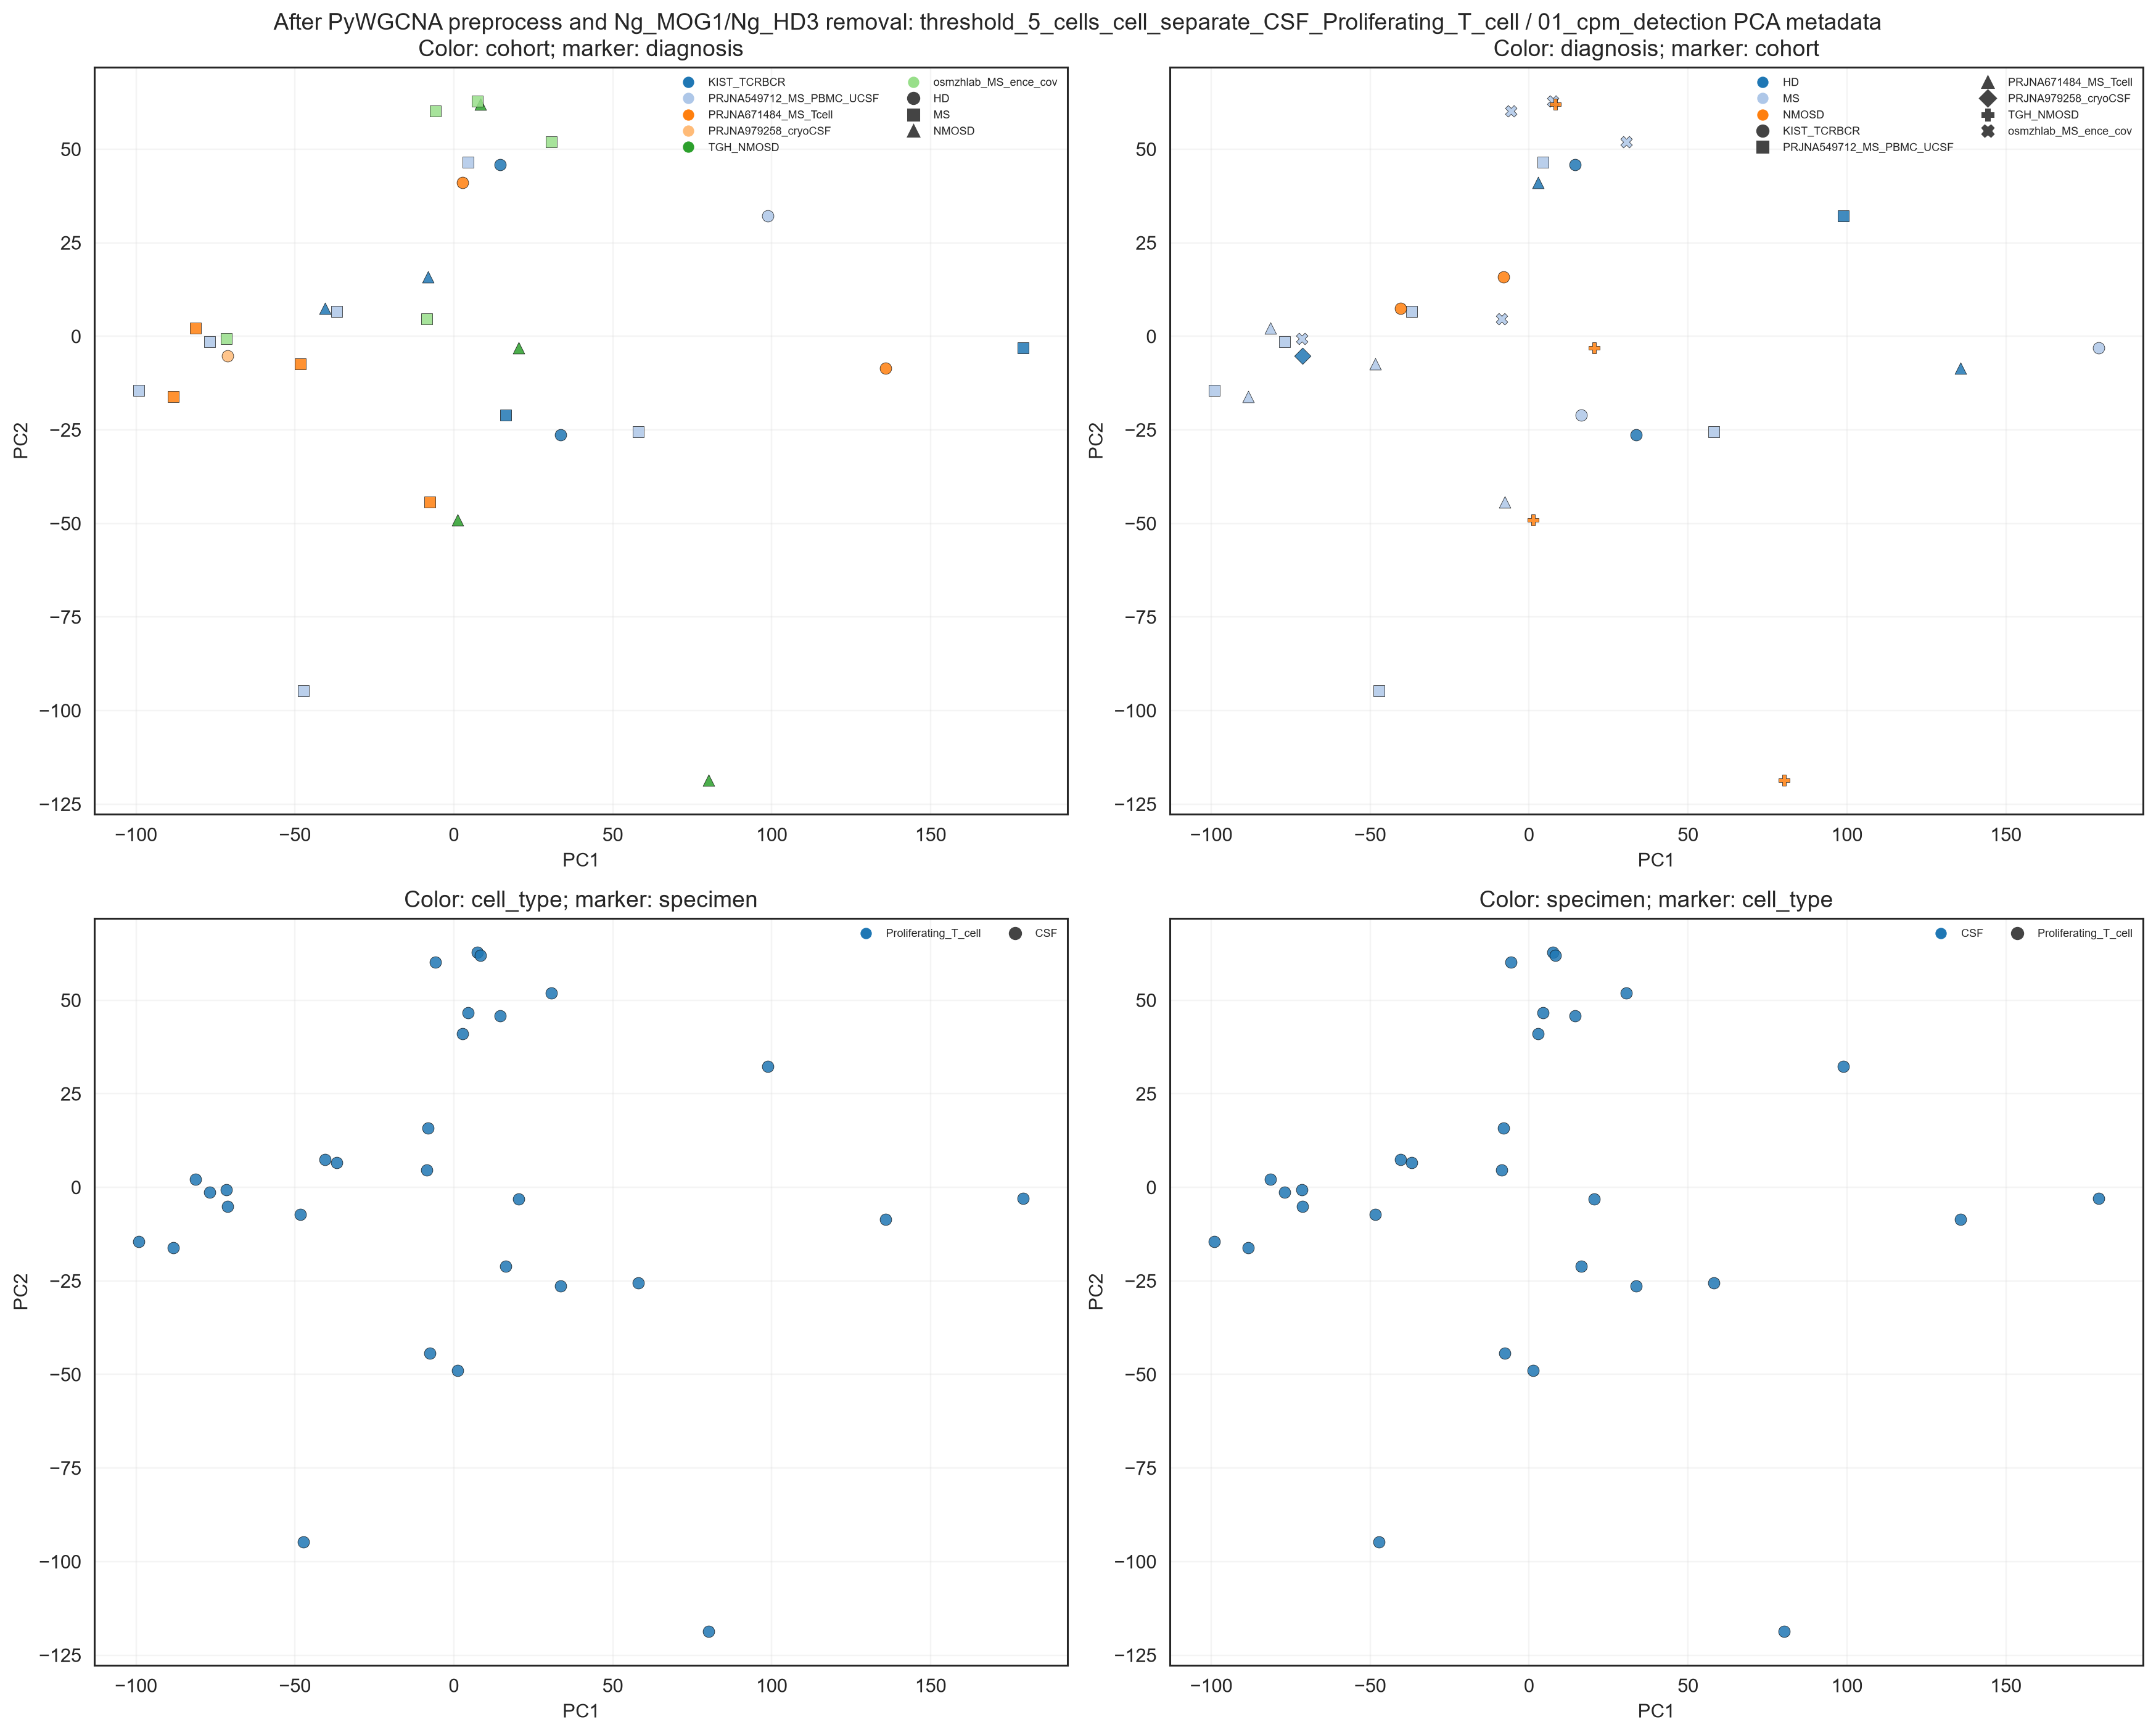 After PyWGCNA preprocess and Ng_MOG1/Ng_HD3 removal: threshold_5_cells_cell_separate_CSF_Proliferating_T_cell / 01_cpm_detection PCA metadata
Color: cohort; marker: diagnosis
KIST_TCRBCR
PRJNA549712_MS_PBMC_UCSF
PRJNA671484_MS_Tcell
PRJNA979258_cryoCSF
TGH_NMOSD
osmzhlab_MS_ence_cov
HD
MS
NMOSD
50
25
0
−25
−50
−75
−100
−125
PC2
−100 −50 0 50 100 150
PC1
Color: diagnosis; marker: cohort
HD
MS
NMOSD
KIST_TCRBCR
PRJNA549712_MS_PBMC_UCSF
PRJNA671484_MS_Tcell
PRJNA979258_cryoCSF
TGH_NMOSD
osmzhlab_MS_ence_cov
50
25
0
−25
−50
−75
−100
−125
PC2
−100 −50 0 50 100 150
PC1
Color: cell_type; marker: specimen
Proliferating_T_cell CSF
50
25
0
−25
−50
−75
−100
−125
PC2
−100 −50 0 50 100 150
PC1
Color: specimen; marker: cell_type
CSF Proliferating_T_cell
50
25
0
−25
−50
−75
−100
−125
PC2
−100 −50 0 50 100 150
PC1